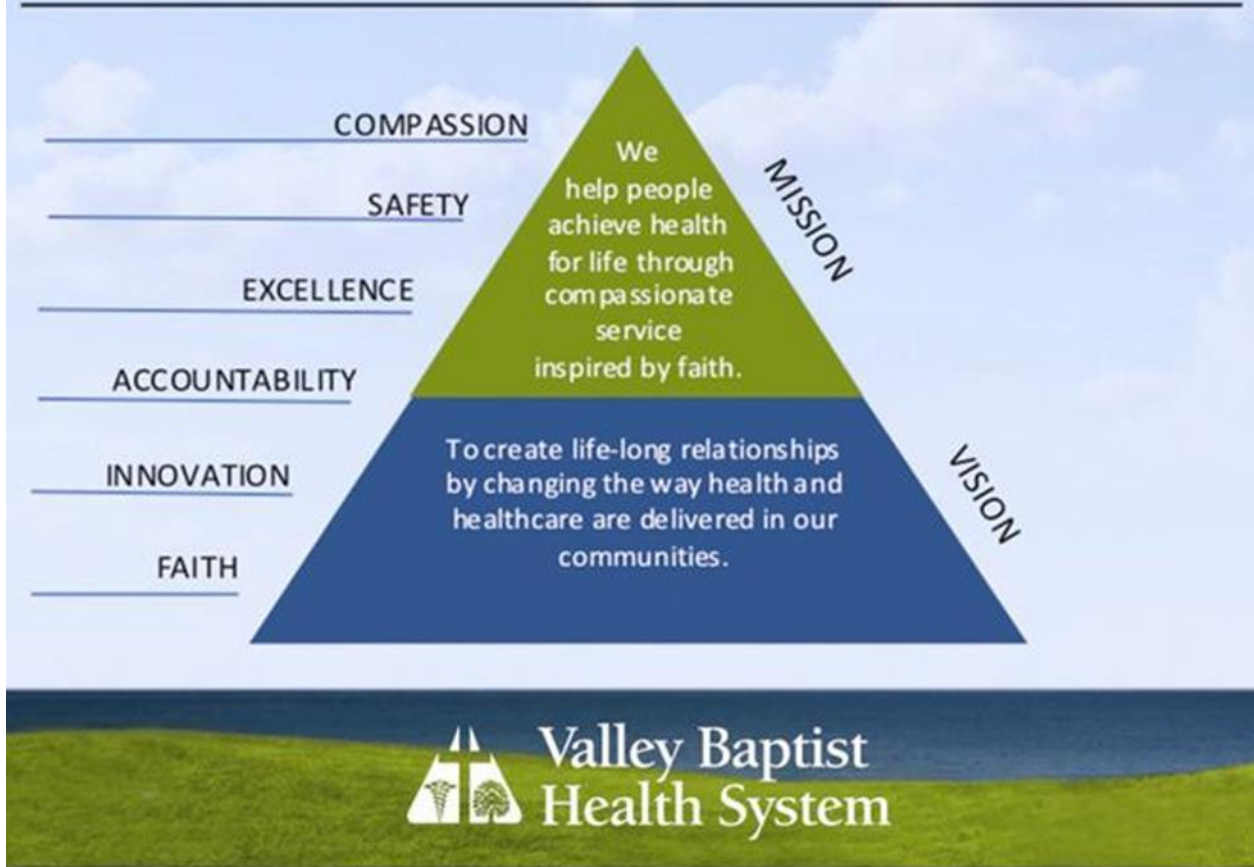 COMPASSION
SAFETY
EXCELLENCE
ACCOUNTABILITY
INNOVATION
FAITH
We
help people
achieve health
for life through
compassionate
service
inspired by faith.
MISSION
To create life-long relationships
by changing the way health and
healthcare are delivered in our
communities.
VISION
Valley Baptist
Health System